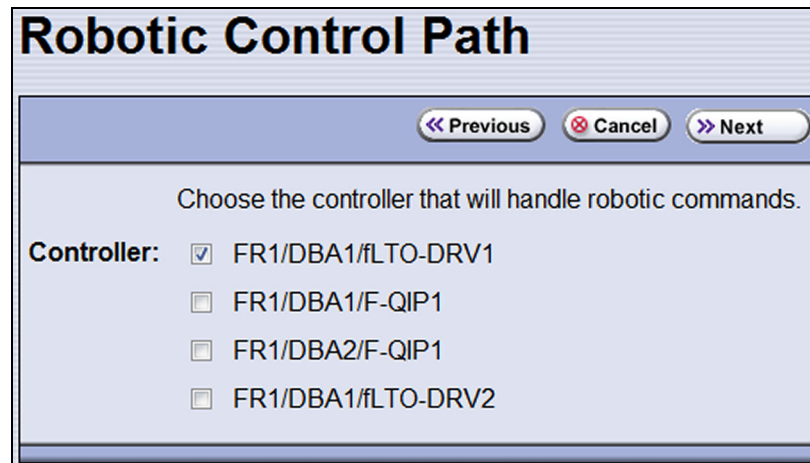 Robotic Control Path
Previous Cancel Next
Choose the controller that will handle robotic commands.
Controller: FR1/DBA1/fLTO-DRV1
FR1/DBA1/F-QIP1
FR1/DBA2/F-QIP1
FR1/DBA1/fLTO-DRV2